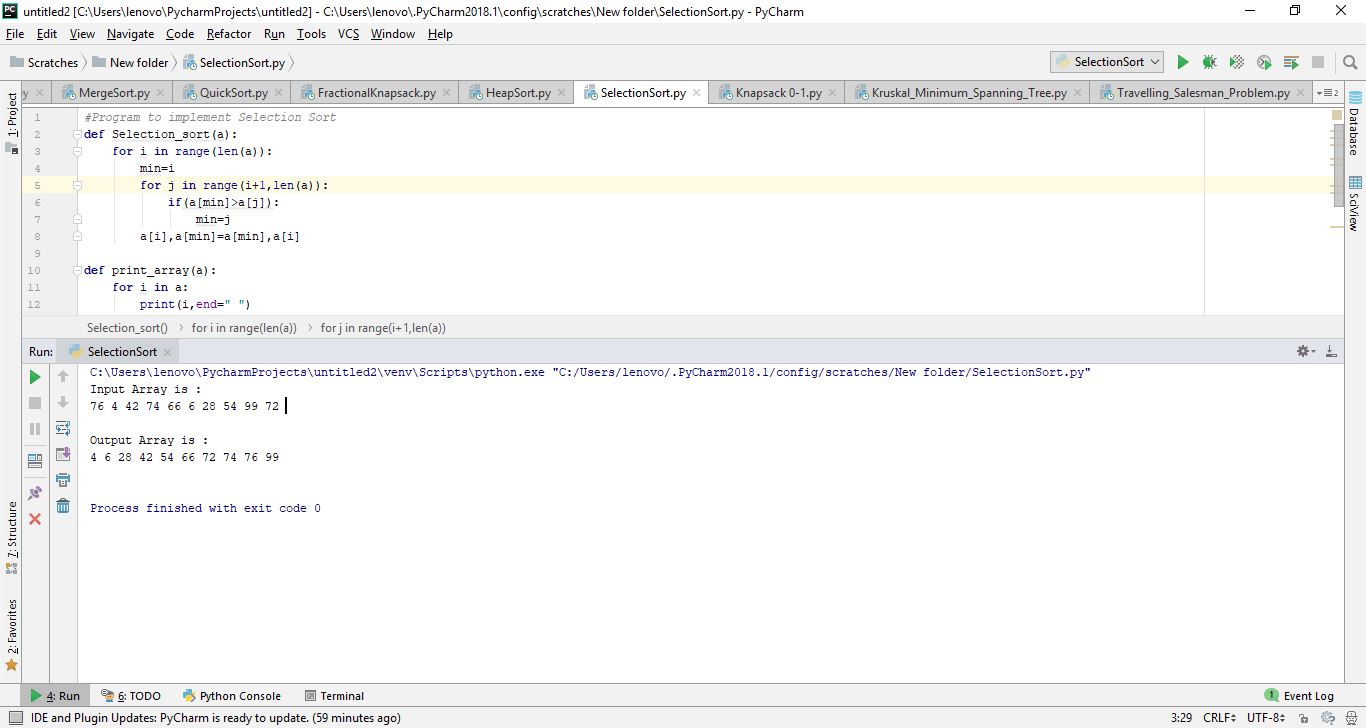 untitled2 [C:\Users\lenovo\PycharmProjects\untitled2] - C:\Users\lenovo\.PyCharm2018.1\config\scratches\New folder\SelectionSort.py - PyCharm
File Edit View Navigate Code Refactor Run Tools VCS Window Help
Scratches New folder SelectionSort.py SelectionSort
y MergeSort.py QuickSort.py FractionalKnapsack.py HeapSort.py SelectionSort.py Knapsack 0-1.py Kruskal_Minimum_Spanning_Tree.py Travelling_Salesman_Problem.py 2
1: Project
Database
SciView
1 #Program to implement Selection Sort
2 def Selection_sort(a):
3 for i in range(len(a)):
4 min=i
5 for j in range(i+1,len(a)):
6 if(a[min]>a[j]):
7 min=j
8 a[i],a[min]=a[min],a[i]
9
10 def print_array(a):
11 for i in a:
12 print(i,end=" ")
Selection_sort() for i in range(len(a)) for j in range(i+1,len(a))
Run: SelectionSort
C:\Users\lenovo\PycharmProjects\untitled2\venv\Scripts\python.exe "C:/Users/lenovo/.PyCharm2018.1/config/scratches/New folder/SelectionSort.py"
Input Array is :
76 4 42 74 66 6 28 54 99 72
Output Array is :
4 6 28 42 54 66 72 74 76 99
Process finished with exit code 0
7: Structure
2: Favorites
4: Run 6: TODO Python Console Terminal 1 Event Log
IDE and Plugin Updates: PyCharm is ready to update. (59 minutes ago) 3:29 CRLF UTF-8